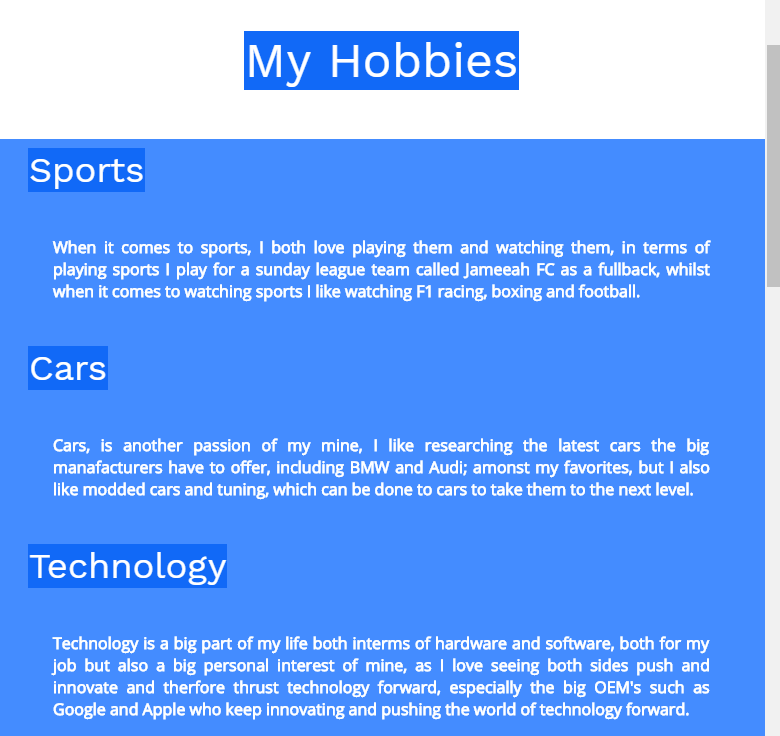 My Hobbies
Sports
When it comes to sports, I both love playing them and watching them, in terms of
playing sports I play for a sunday league team called Jameeah FC as a fullback, whilst
when it comes to watching sports I like watching F1 racing, boxing and football.
Cars
Cars, is another passion of my mine, I like researching the latest cars the big
manafacturers have to offer, including BMW and Audi; amonst my favorites, but I also
like modded cars and tuning, which can be done to cars to take them to the next level.
Technology
Technology is a big part of my life both interms of hardware and software, both for my
job but also a big personal interest of mine, as I love seeing both sides push and
innovate and therfore thrust technology forward, especially the big OEM's such as
Google and Apple who keep innovating and pushing the world of technology forward.